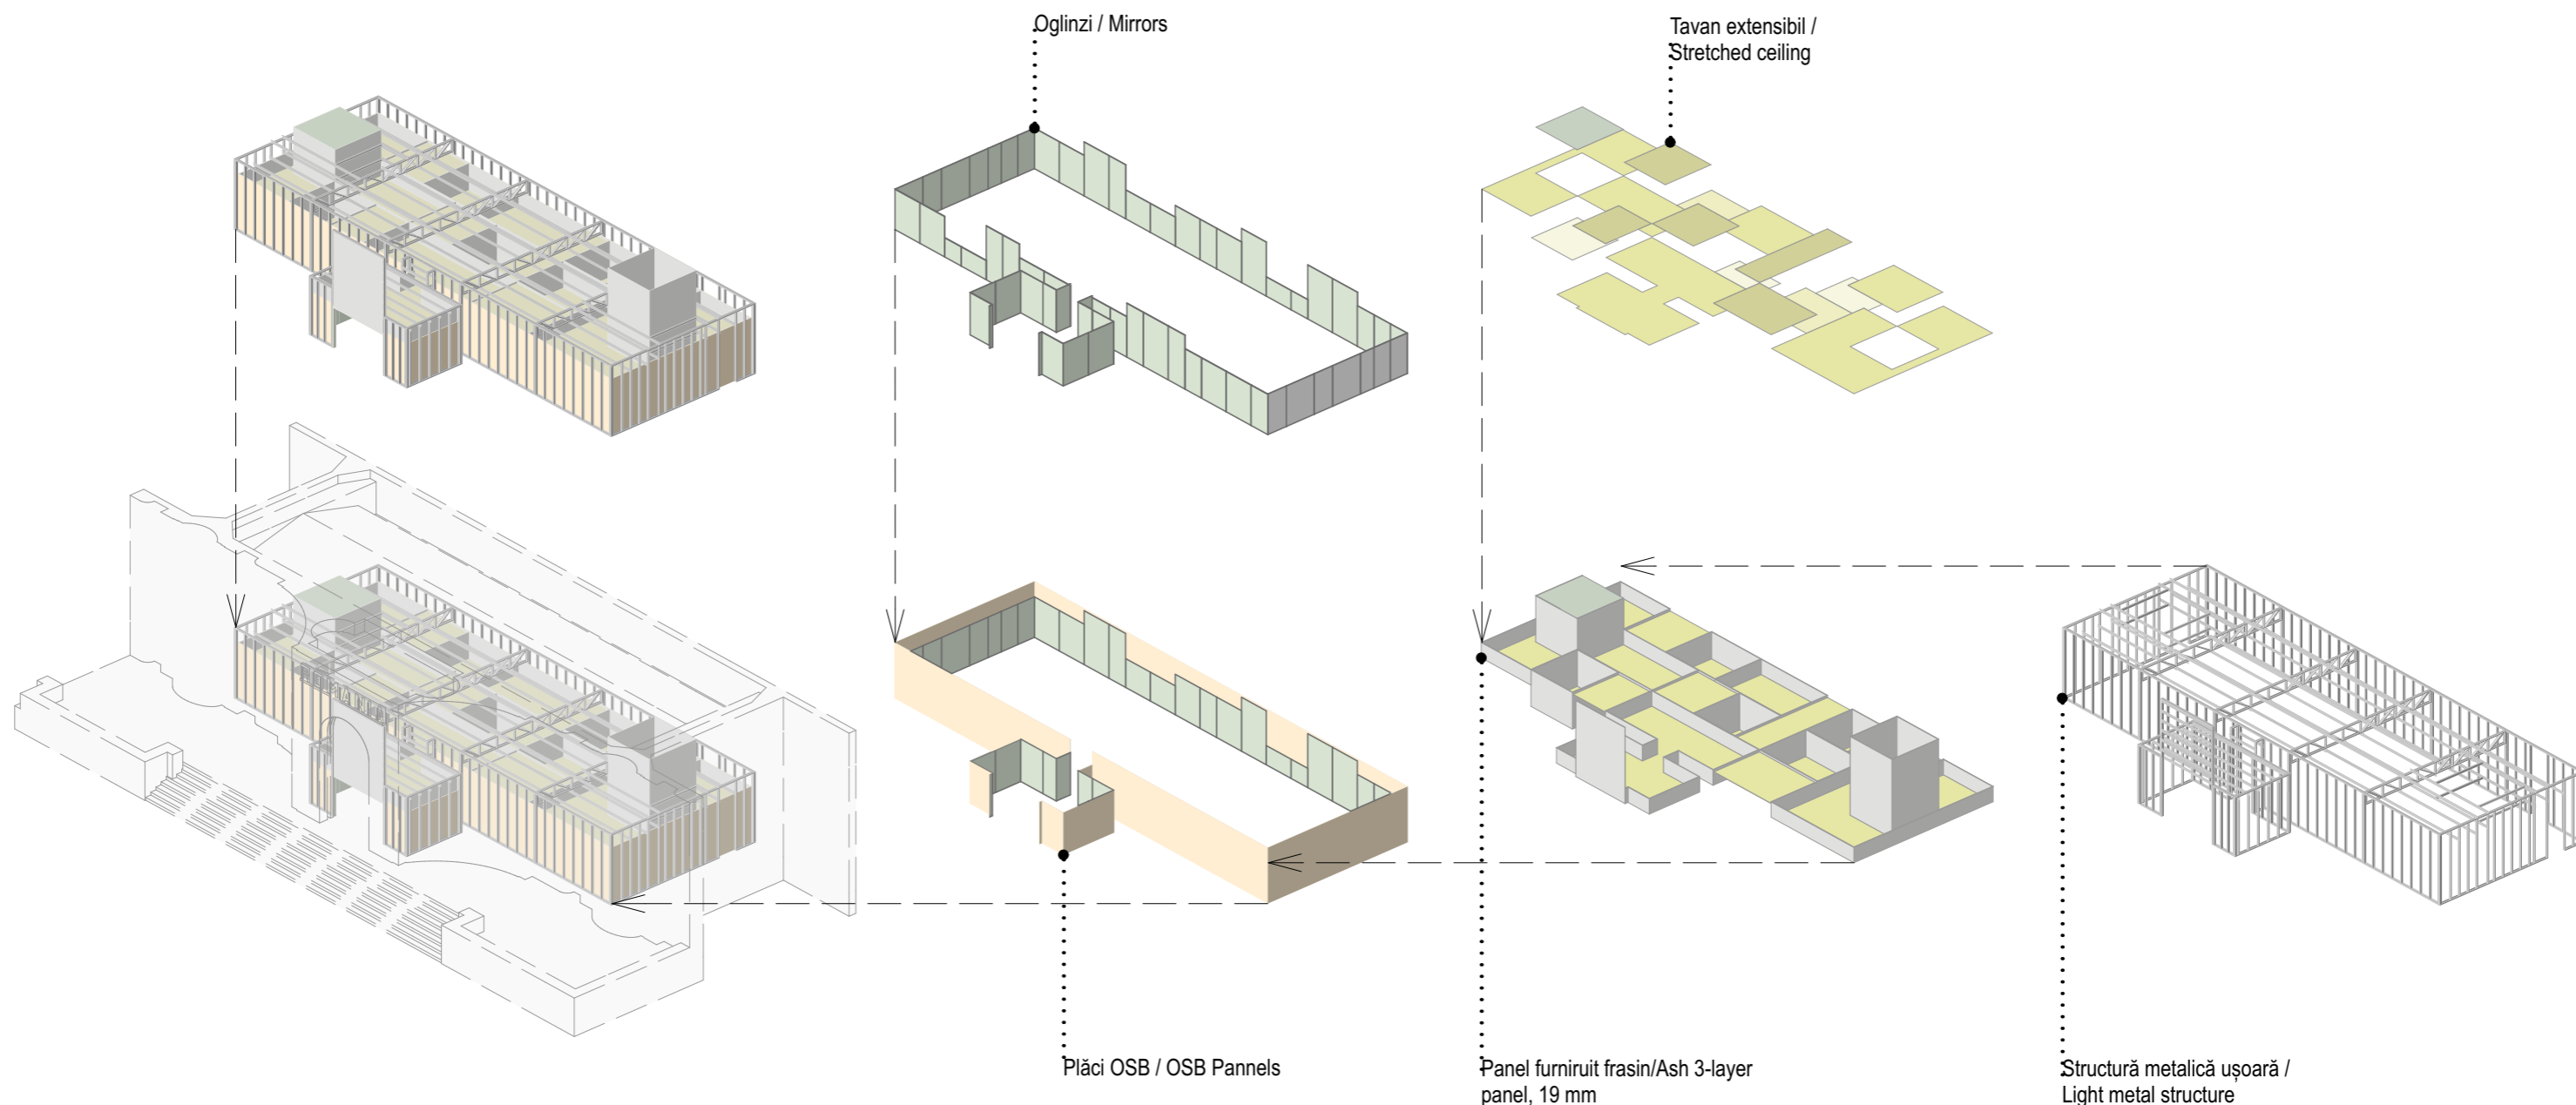 Oglinzi / Mirrors
Tavan extensibil /
Stretched ceiling
Plăci OSB / OSB Pannels
Panel furniruit frasin/Ash 3-layer
panel, 19 mm
Structură metalică ușoară /
Light metal structure